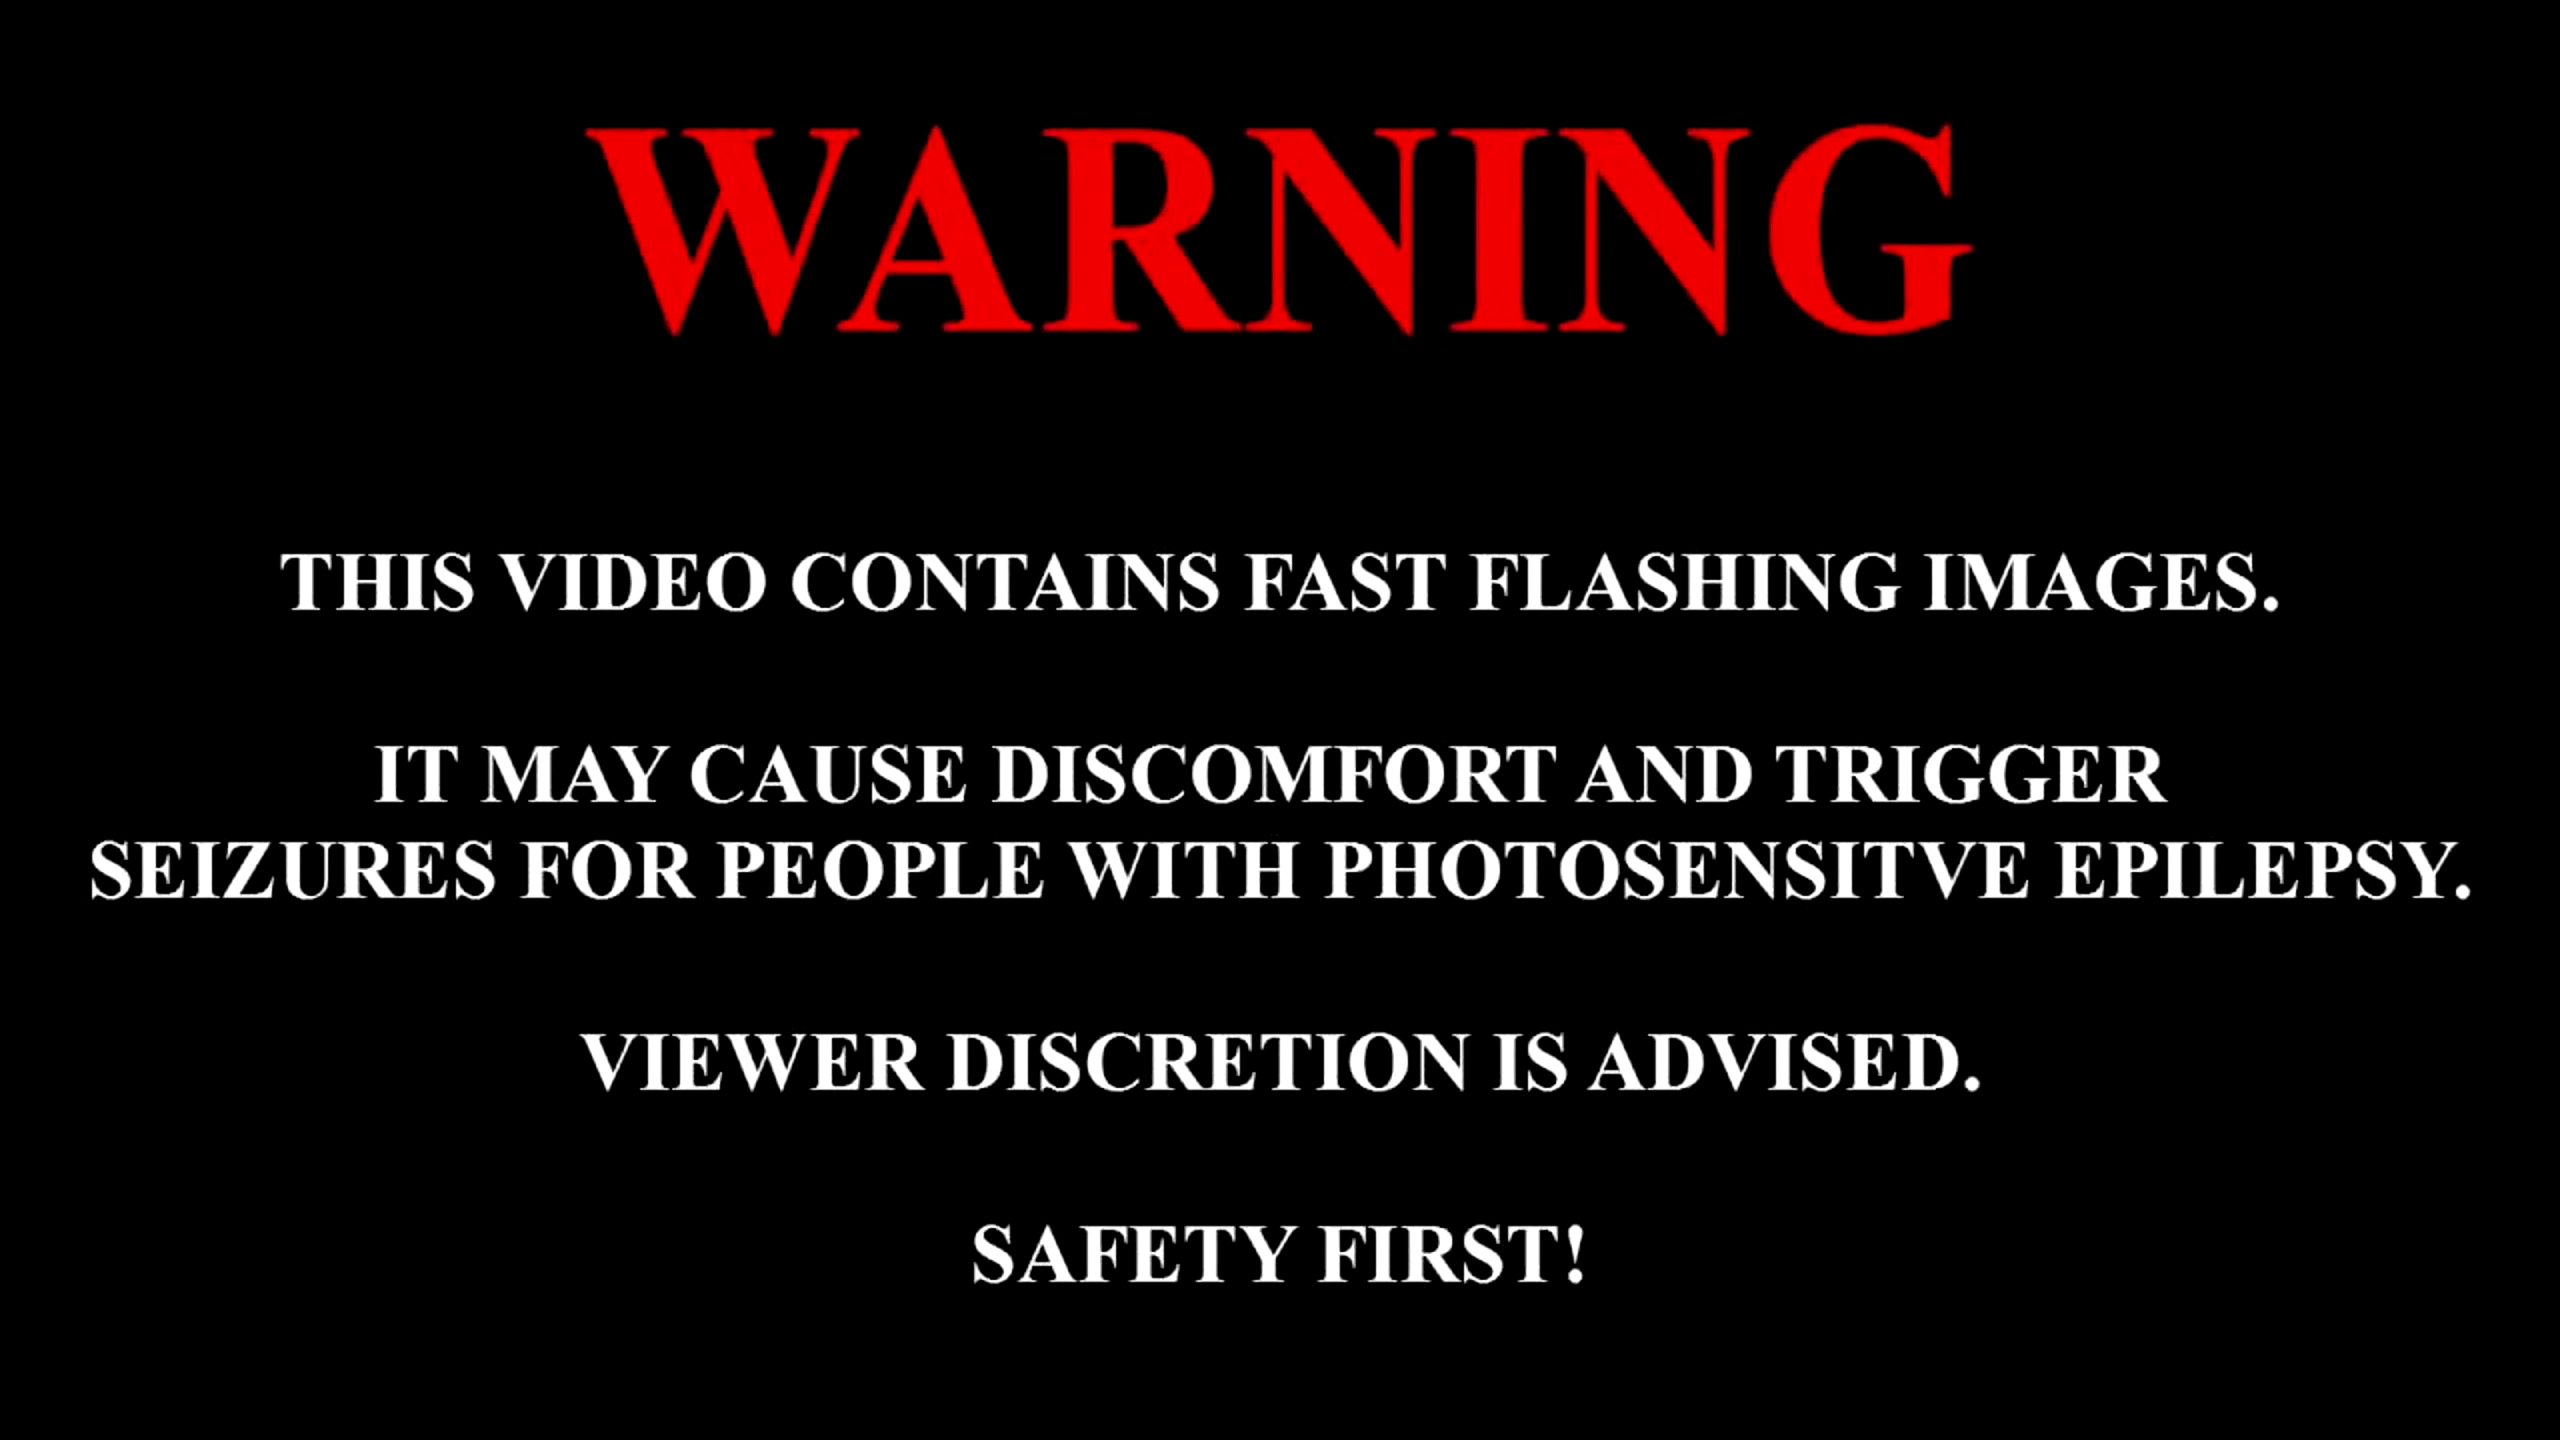 WARNING
THIS VIDEO CONTAINS FAST FLASHING IMAGES.
IT MAY CAUSE DISCOMFORT AND TRIGGER
SEIZURES FOR PEOPLE WITH PHOTOSENSITVE EPILEPSY.
VIEWER DISCRETION IS ADVISED.
SAFETY FIRST!